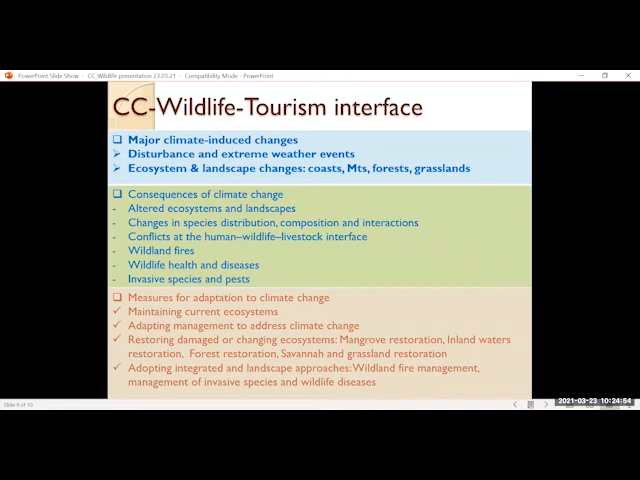 PowerPoint Slide Show - CC_Wildlife presentation 23.03.21 - Compatibility Mode - PowerPoint
CC-Wildlife-Tourism interface
❑ Major climate-induced changes
➢ Disturbance and extreme weather events
➢ Ecosystem & landscape changes: coasts, Mts, forests, grasslands
❑ Consequences of climate change
- Altered ecosystems and landscapes
- Changes in species distribution, composition and interactions
- Conflicts at the human–wildlife–livestock interface
- Wildland fires
- Wildlife health and diseases
- Invasive species and pests
❑ Measures for adaptation to climate change
✓ Maintaining current ecosystems
✓ Adapting management to address climate change
✓ Restoring damaged or changing ecosystems: Mangrove restoration, Inland waters
restoration, Forest restoration, Savannah and grassland restoration
✓ Adopting integrated and landscape approaches: Wildland fire management,
management of invasive species and wildlife diseases
Slide 9 of 10
2021-03-23 10:24:54